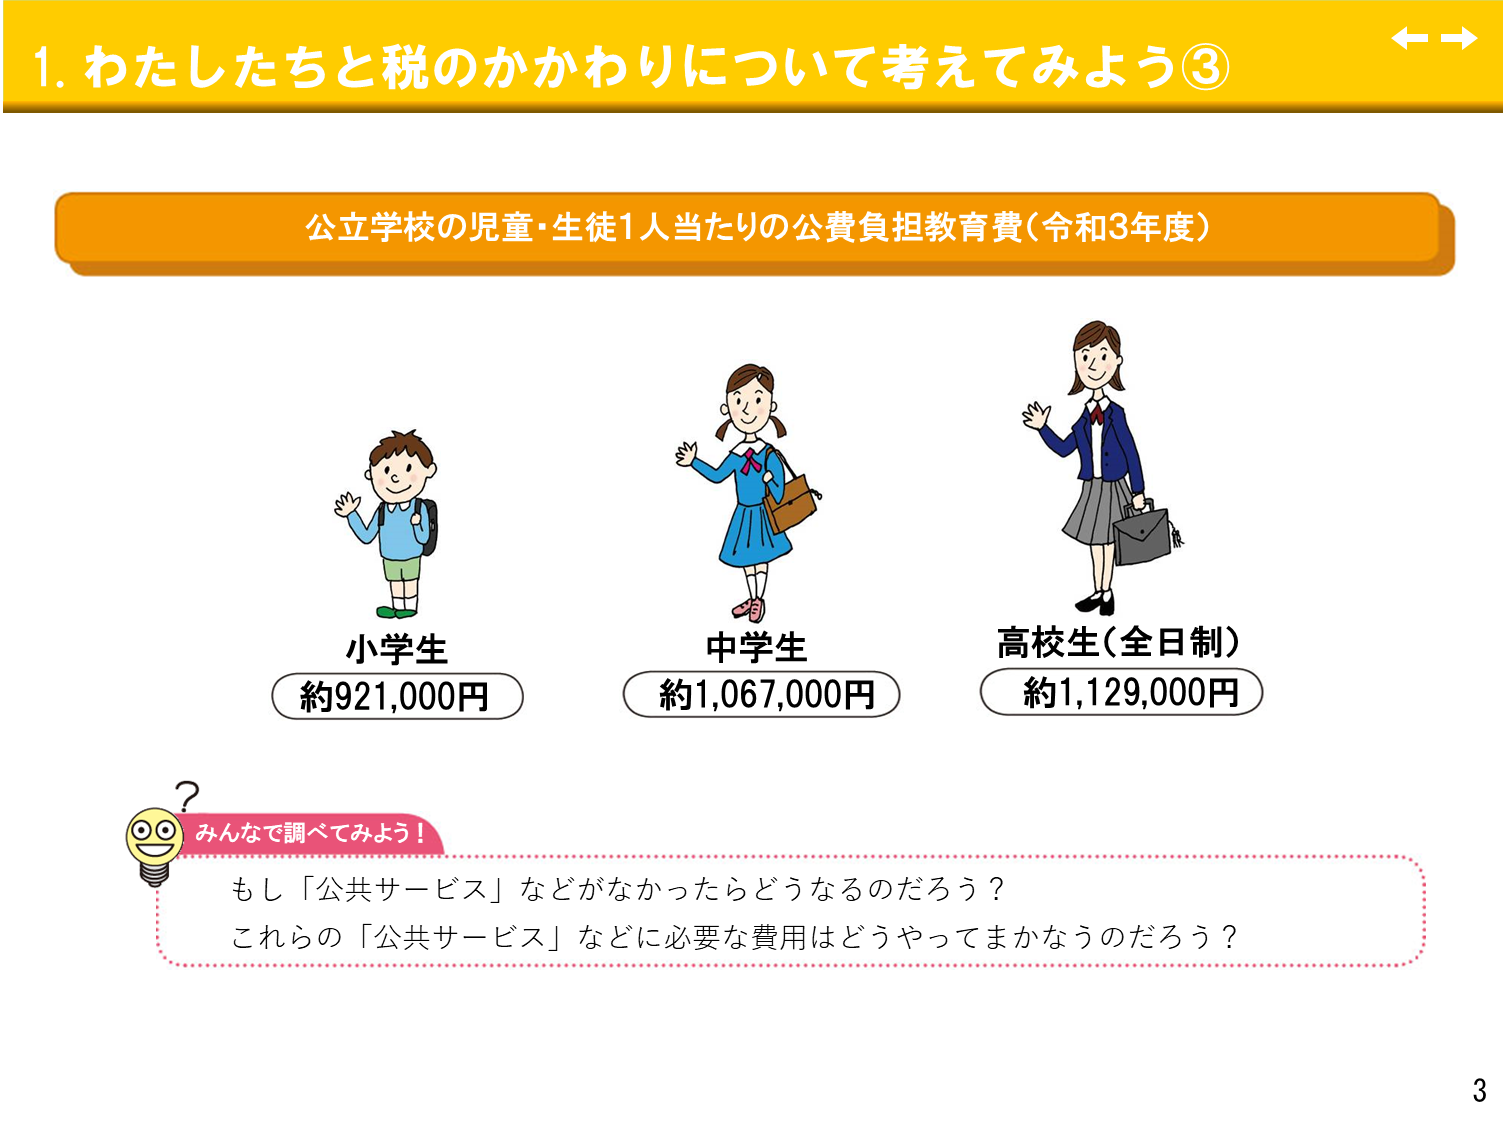 1. わたしたちと税のかかわりについて考えてみよう③
公立学校の児童・生徒1人当たりの公費負担教育費（令和3年度）
小学生
約921,000円
中学生
約1,067,000円
高校生（全日制）
約1,129,000円
?
みんなで調べてみよう！
もし「公共サービス」などがなかったらどうなるのだろう？
これらの「公共サービス」などに必要な費用はどうやってまかなうのだろう？
3